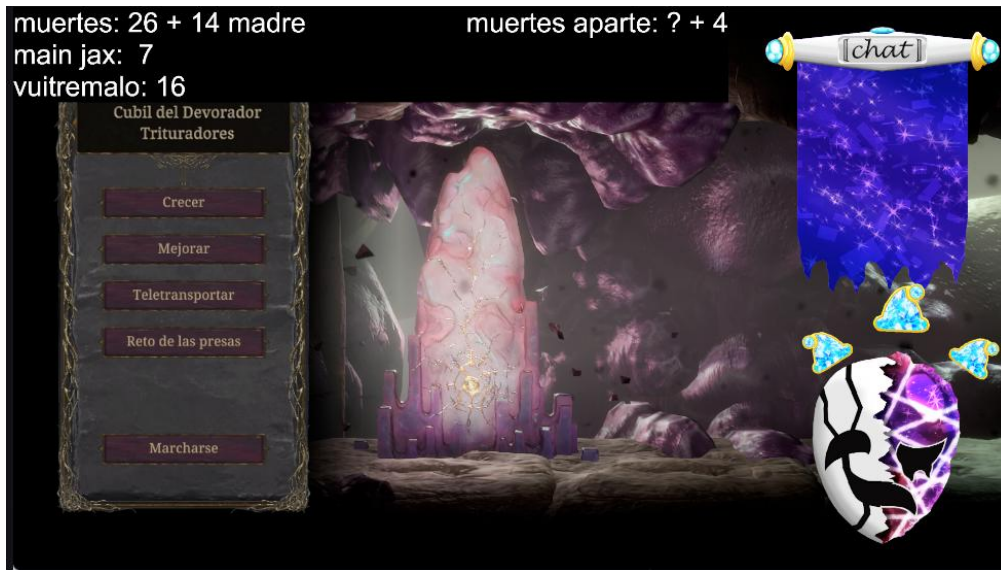 muertes: 26 + 14 madre
muertes aparte: ? + 4
main jax: 7
vuitremalo: 16
chat
Cubil del Devorador
Trituradores
Crecer
Mejorar
Teletransportar
Reto de las presas
Marcharse